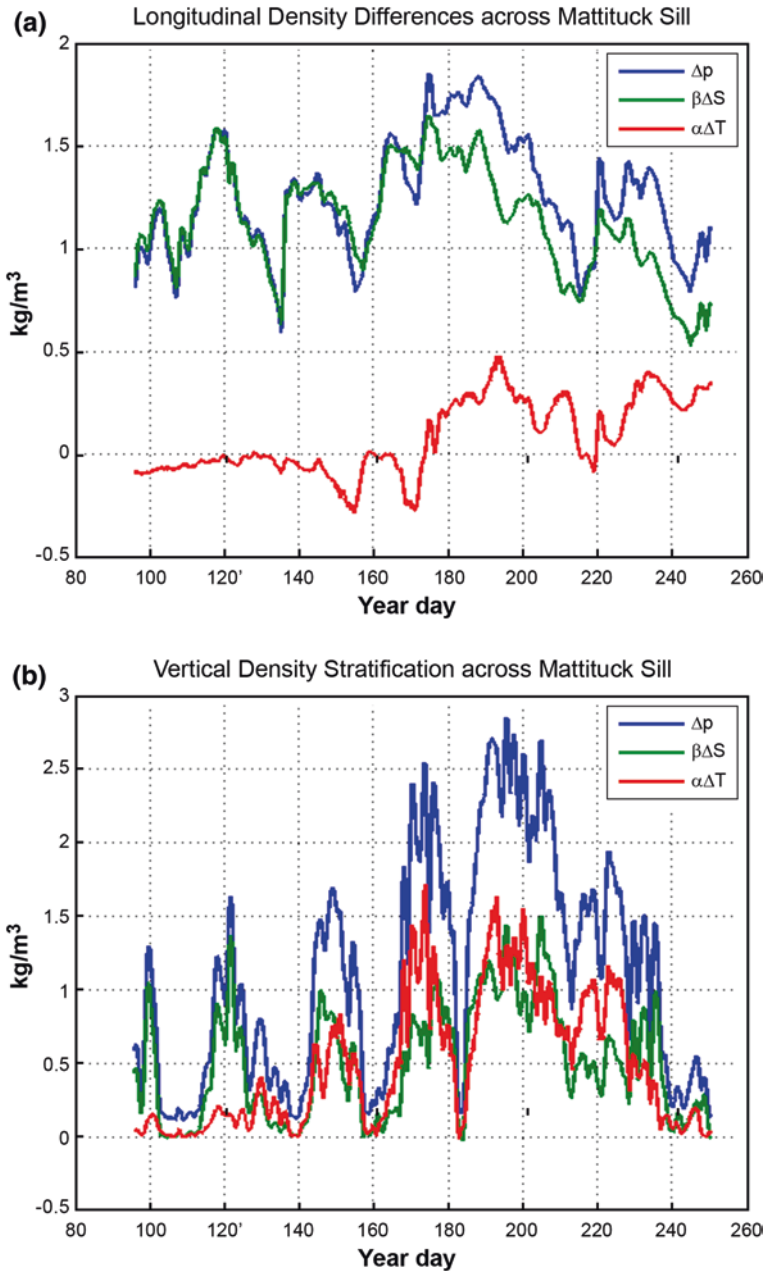 (a)
Longitudinal Density Differences across Mattituck Sill
2
1.5
1
0.5
0
-0.5
kg/m³
Δp
βΔS
αΔT
80 100 120' 140 160 180 200 220 240 260
Year day
(b)
Vertical Density Stratification across Mattituck Sill
3
2.5
2
1.5
1
0.5
0
-0.5
kg/m³
Δp
βΔS
αΔT
80 100 120' 140 160 180 200 220 240 260
Year day